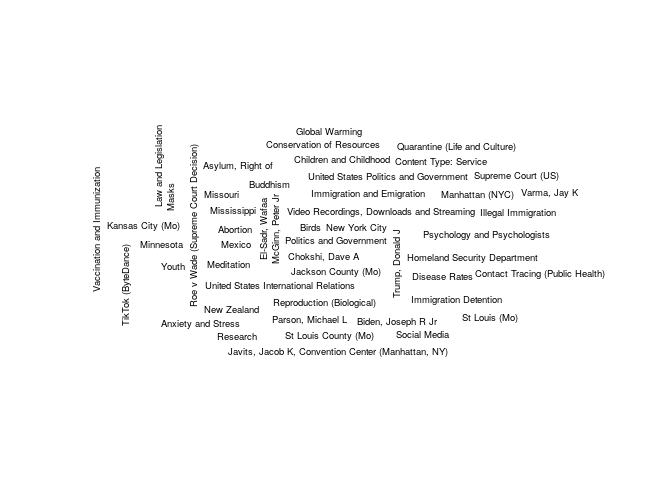 Global Warming
Conservation of Resources
Quarantine (Life and Culture)
Law and Legislation
Children and Childhood
Content Type: Service
Asylum, Right of
United States Politics and Government
Supreme Court (US)
Buddhism
Masks
Missouri
Immigration and Emigration
Manhattan (NYC)
Varma, Jay K
Vaccination and Immunization
Roe v Wade (Supreme Court Decision)
Mississippi
El-Sadr, Wafaa
McGinn, Peter Jr
Video Recordings, Downloads and Streaming
Illegal Immigration
Kansas City (Mo)
Abortion
Birds
New York City
Psychology and Psychologists
Minnesota
Mexico
Politics and Government
Chokshi, Dave A
Trump, Donald J
Homeland Security Department
Youth
Meditation
Jackson County (Mo)
Disease Rates
Contact Tracing (Public Health)
TikTok (ByteDance)
United States International Relations
Reproduction (Biological)
Immigration Detention
New Zealand
Anxiety and Stress
Parson, Michael L
Biden, Joseph R Jr
St Louis (Mo)
Research
St Louis County (Mo)
Social Media
Javits, Jacob K, Convention Center (Manhattan, NY)